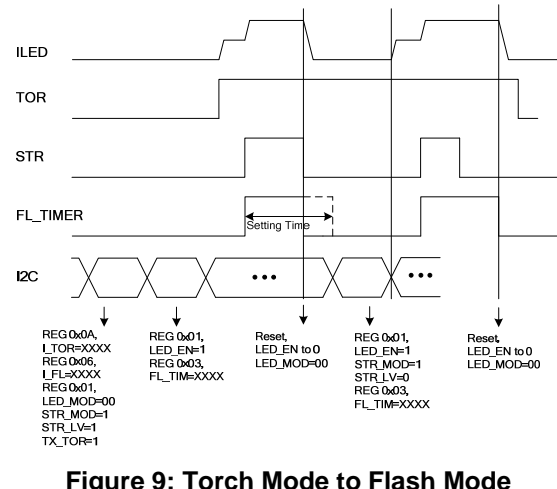 ILED
TOR
STR
FL_TIMER
Setting Time
I2C
REG 0x0A,
I_TOR=XXXX
REG 0x06,
I_FL=XXXX
REG 0x01,
LED_MOD=00
STR_MOD=1
STR_LV=1
TX_TOR=1
REG 0x01,
LED_EN=1
REG 0x03,
FL_TIM=XXXX
Reset,
LED_EN to 0
LED_MOD=00
REG 0x01,
LED_EN=1
STR_MOD=1
STR_LV=0
REG 0x03,
FL_TIM=XXXX
Reset,
LED_EN to 0
LED_MOD=00
Figure 9: Torch Mode to Flash Mode